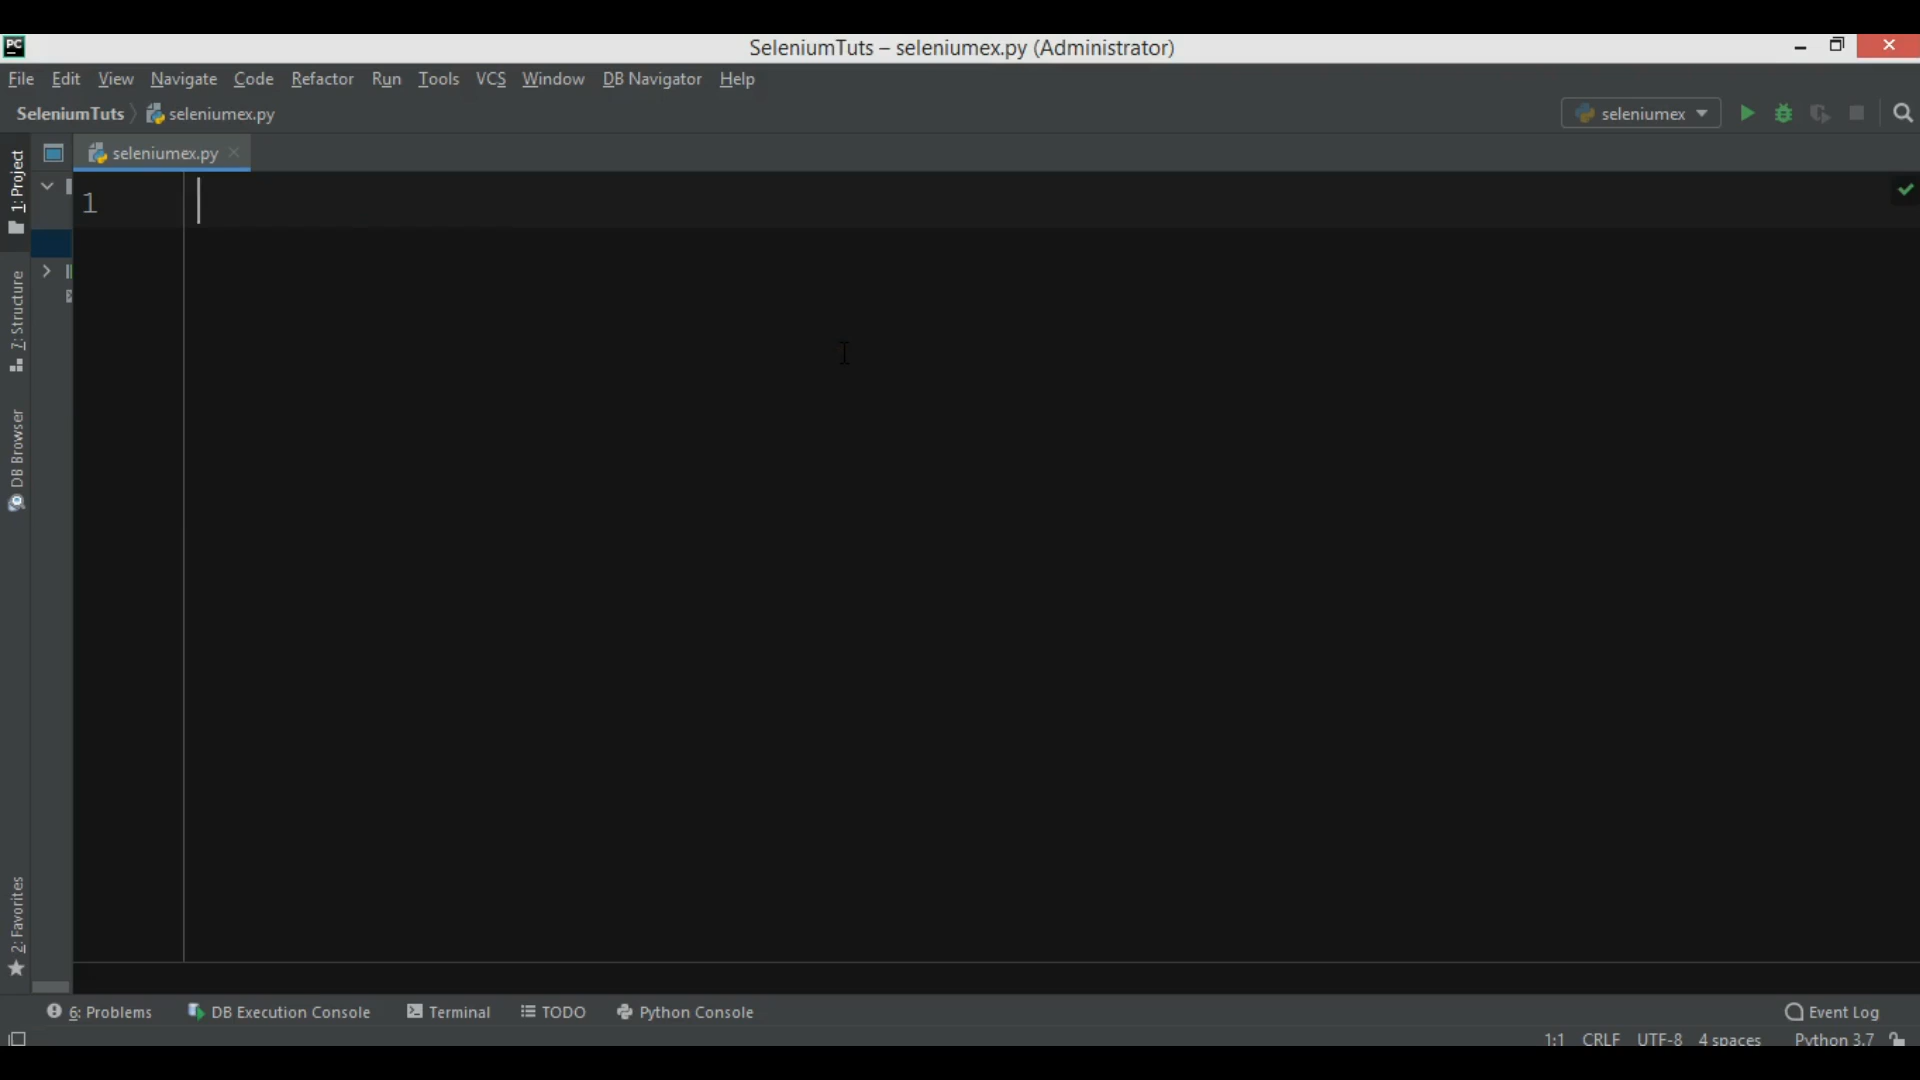 PC
SeleniumTuts – seleniumex.py (Administrator)
File Edit View Navigate Code Refactor Run Tools VCS Window DB Navigator Help
SeleniumTuts seleniumex.py
seleniumex
seleniumex.py
1
1: Project
7: Structure
DB Browser
2: Favorites
6: Problems DB Execution Console Terminal TODO Python Console Event Log
1:1 CRLF UTF-8 4 spaces Python 3.7